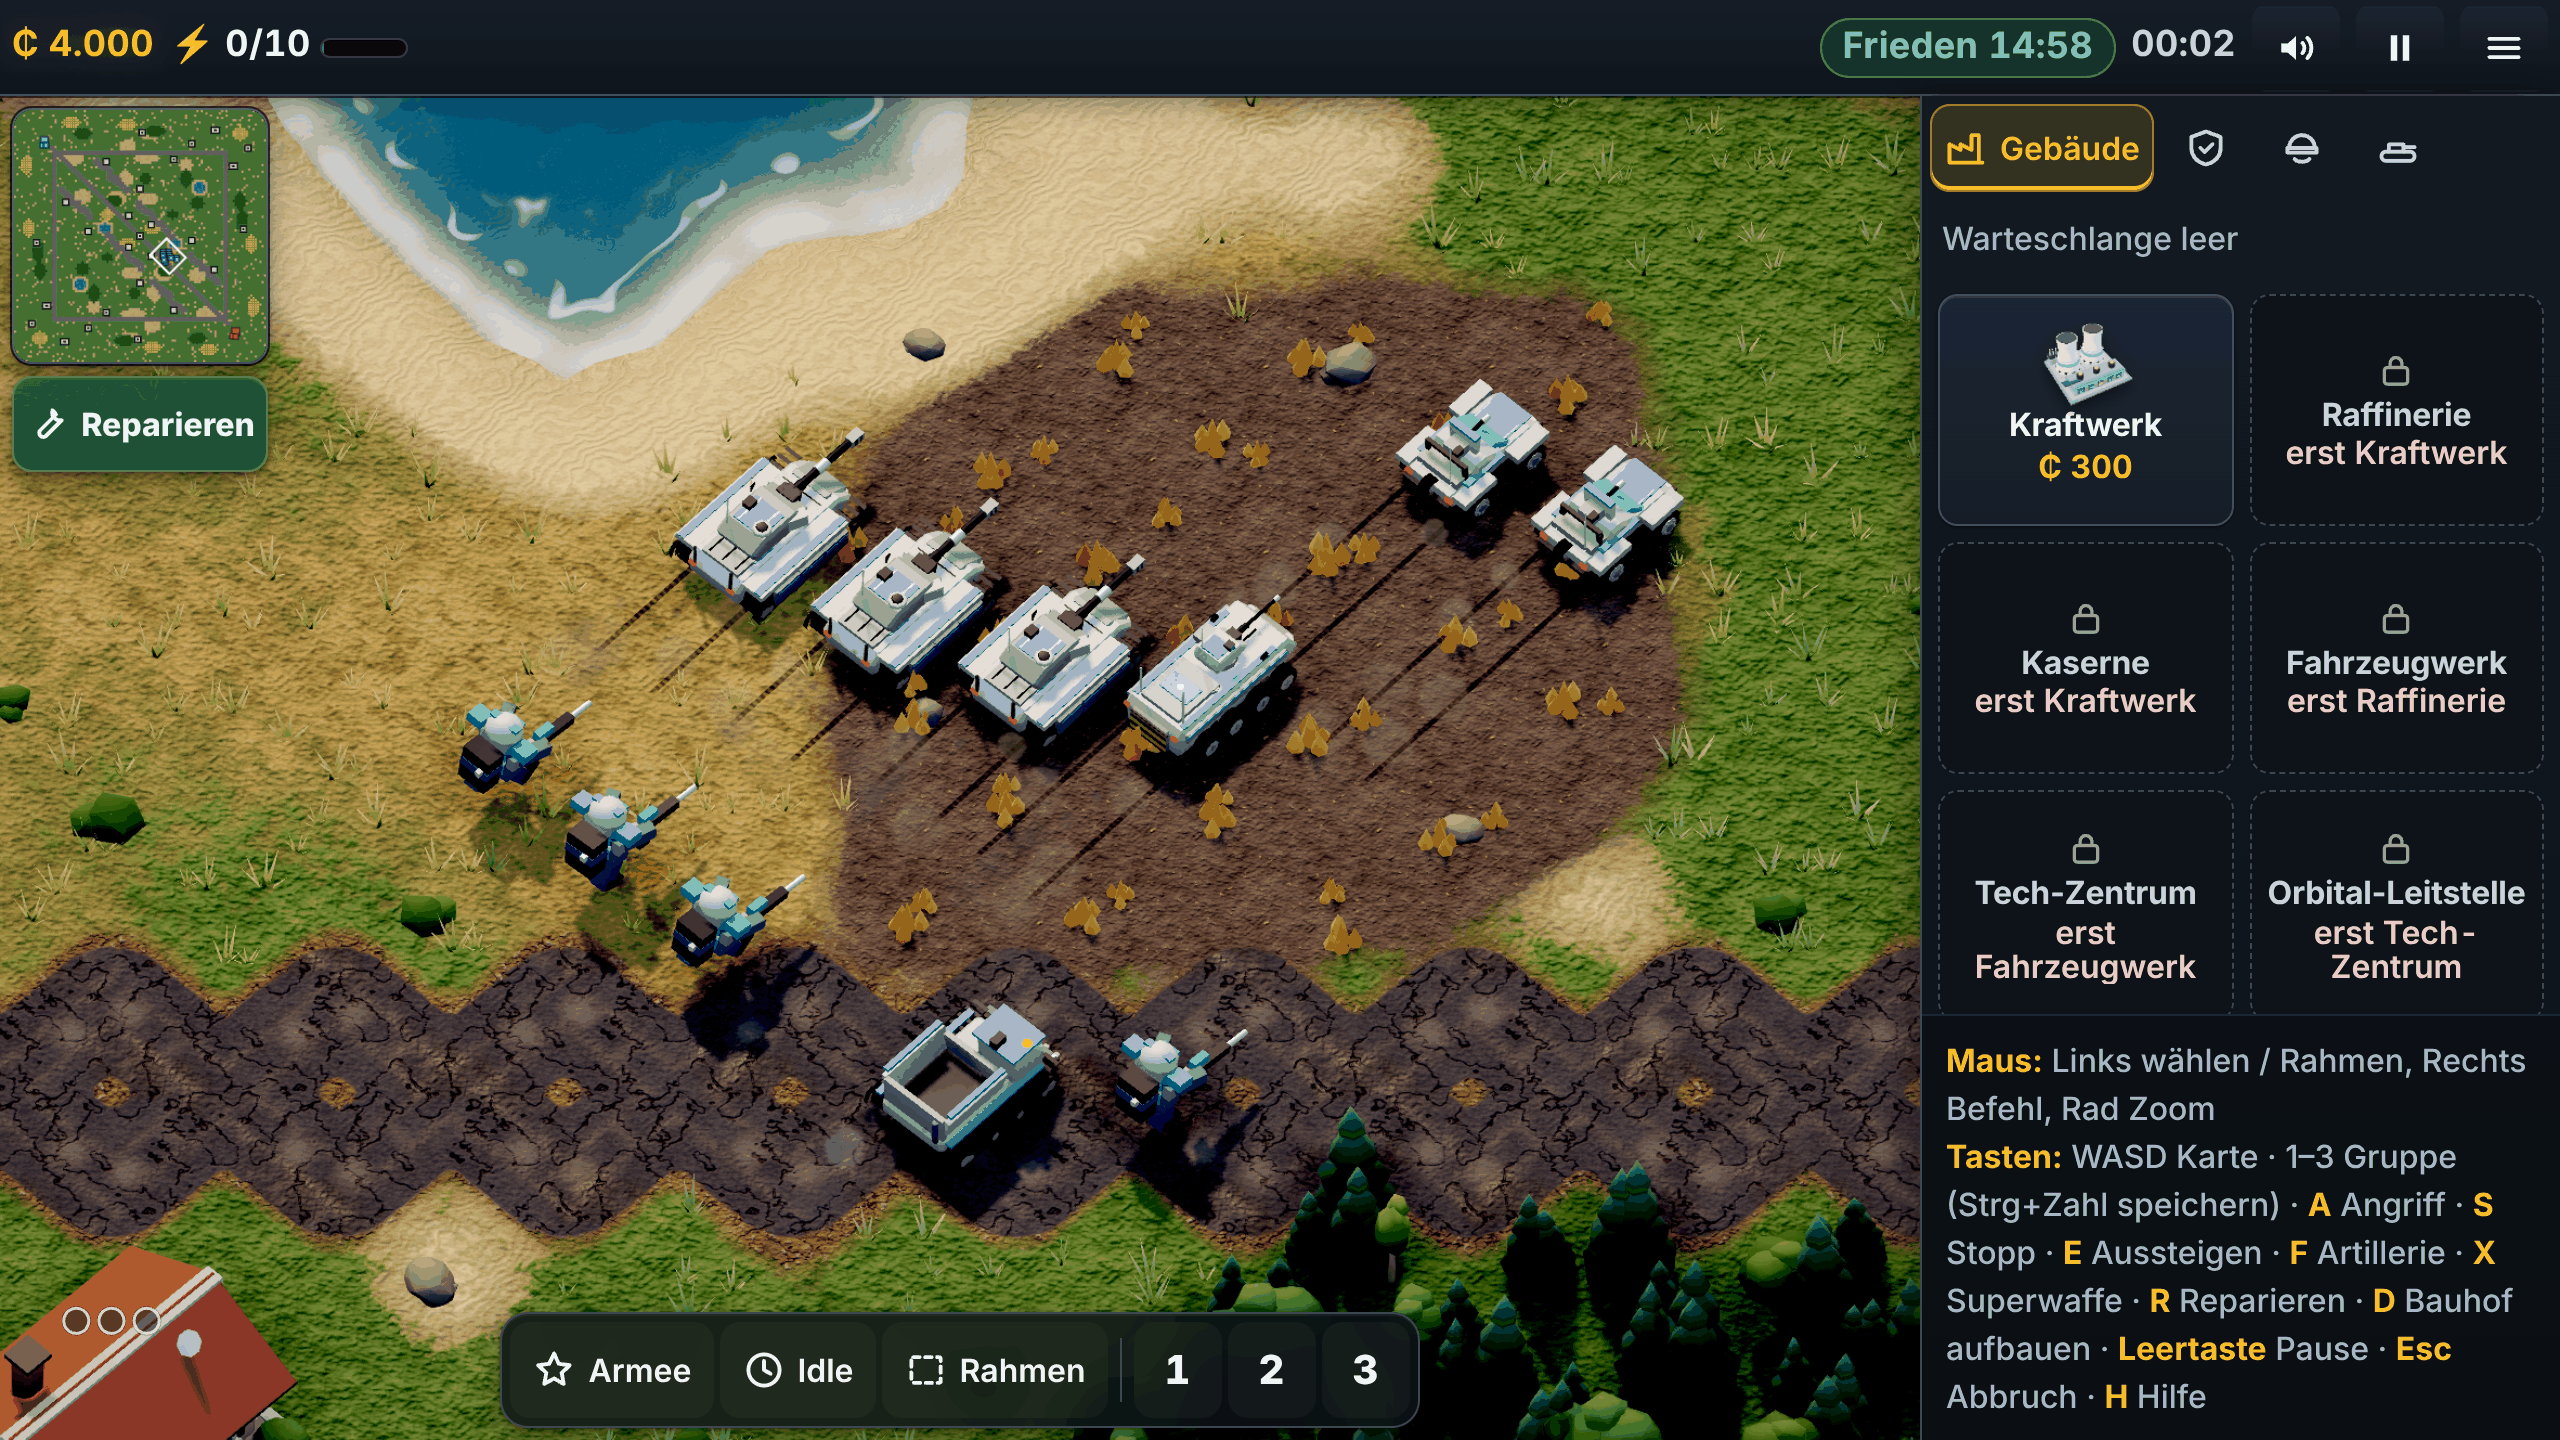 ₵ 4.000 ⚡ 0/10
Frieden 14:58 00:02
Reparieren
Gebäude
Warteschlange leer
Kraftwerk
₵ 300
Raffinerie
erst Kraftwerk
Kaserne
erst Kraftwerk
Fahrzeugwerk
erst Raffinerie
Tech-Zentrum
erst
Fahrzeugwerk
Orbital-Leitstelle
erst Tech-
Zentrum
Maus: Links wählen / Rahmen, Rechts
Befehl, Rad Zoom
Tasten: WASD Karte · 1–3 Gruppe
(Strg+Zahl speichern) · A Angriff · S
Stopp · E Aussteigen · F Artillerie · X
Superwaffe · R Reparieren · D Bauhof
aufbauen · Leertaste Pause · Esc
Abbruch · H Hilfe
Armee Idle Rahmen 1 2 3